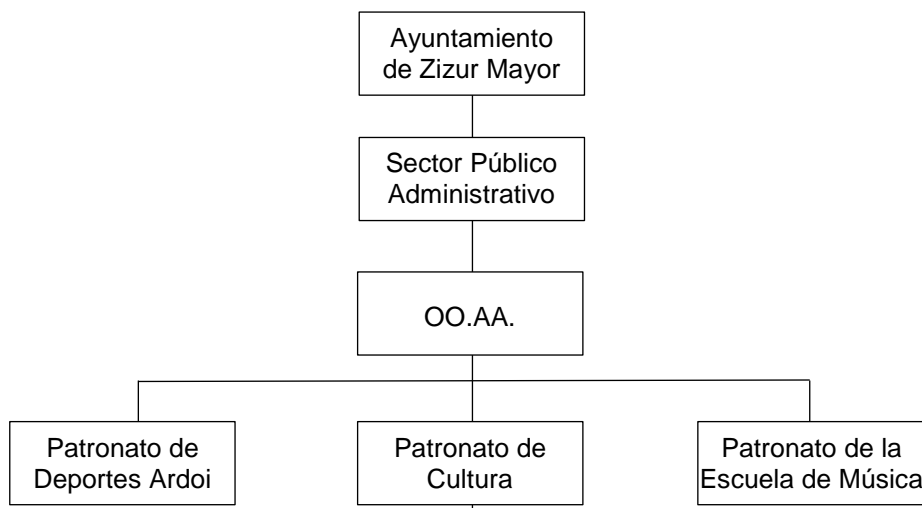 Ayuntamiento
de Zizur Mayor
Sector Público
Administrativo
OO.AA.
Patronato de
Deportes Ardoi
Patronato de
Cultura
Patronato de la
Escuela de Música